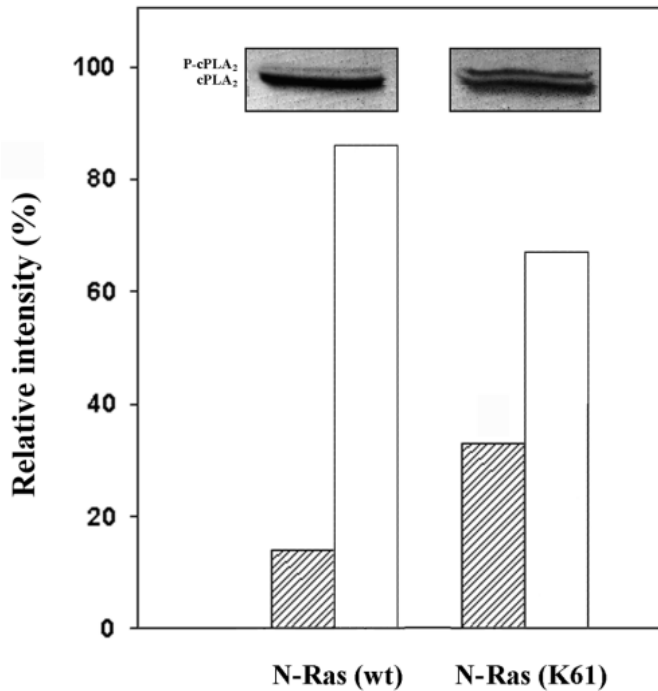 100
P-cPLA₂
cPLA₂
80
60
40
20
0
Relative intensity (%)
N-Ras (wt) N-Ras (K61)